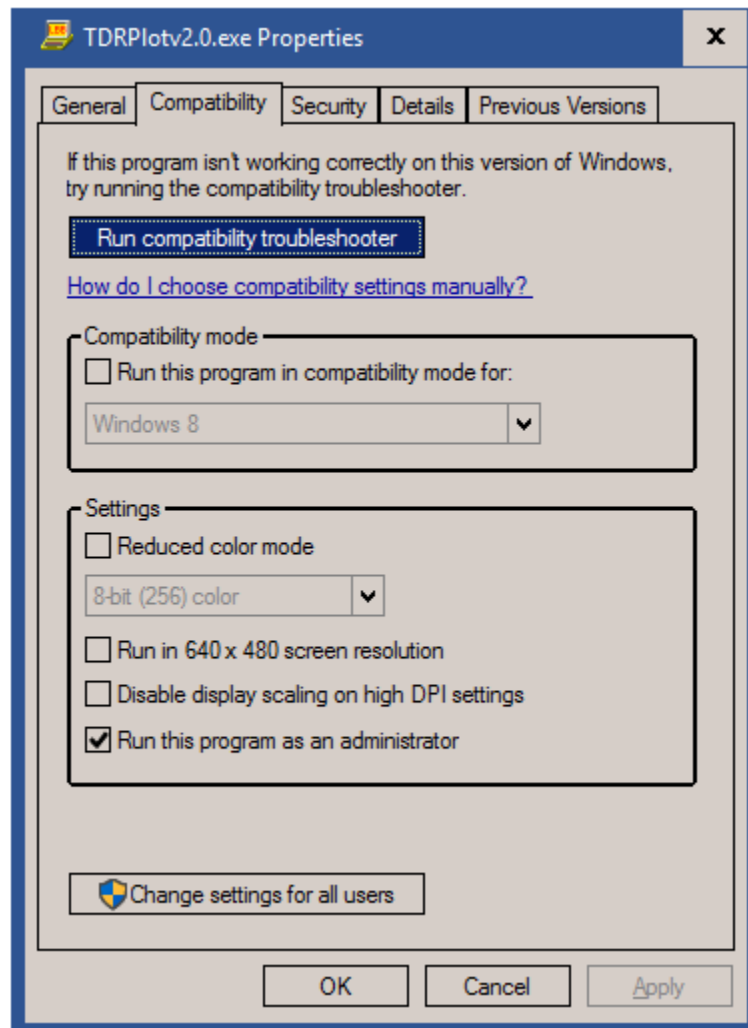 TDRPlotv2.0.exe Properties
x
General Compatibility Security Details Previous Versions
If this program isn't working correctly on this version of Windows,
try running the compatibility troubleshooter.
Run compatibility troubleshooter
How do I choose compatibility settings manually?
Compatibility mode
Run this program in compatibility mode for:
Windows 8
Settings
Reduced color mode
8-bit (256) color
Run in 640 x 480 screen resolution
Disable display scaling on high DPI settings
Run this program as an administrator
Change settings for all users
OK Cancel Apply